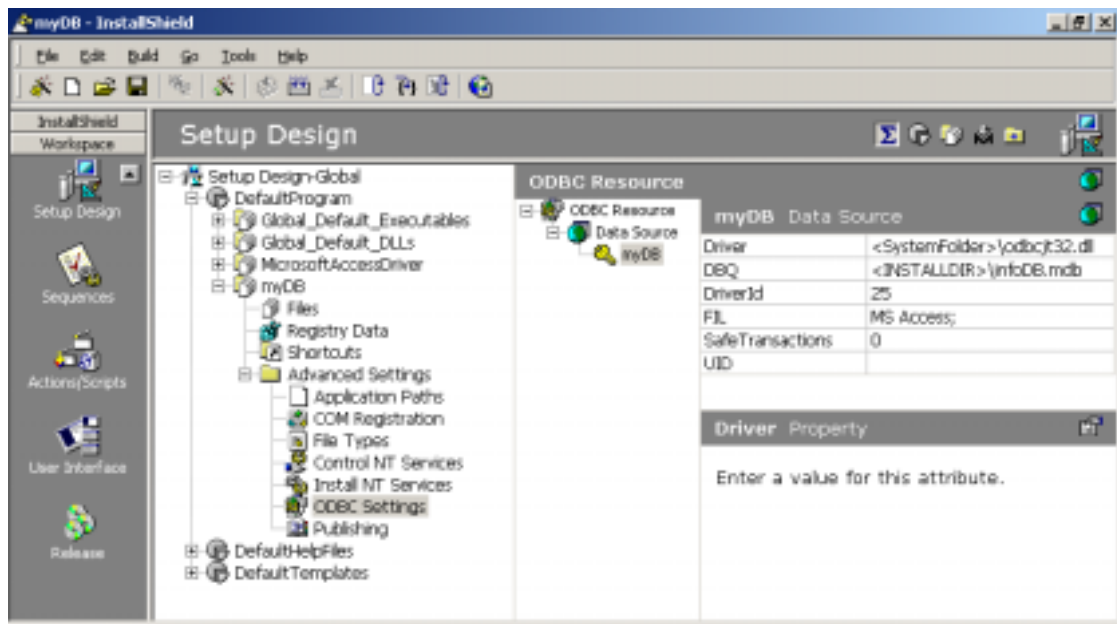 myDB - InstallShield
File Edit Build Go Tools Help
InstallShield
Workspace
Setup Design
Sequences
Actions/Scripts
User Interface
Release
Setup Design
Setup Design-Global
DefaultProgram
Global_Default_Executables
Global_Default_DLLs
MicrosoftAccessDriver
myDB
Files
Registry Data
Shortcuts
Advanced Settings
Application Paths
COM Registration
File Types
Control NT Services
Install NT Services
ODBC Settings
Publishing
DefaultHelpFiles
DefaultTemplates
ODBC Resource
ODBC Resource
Data Source
myDB
myDB Data Source
Driver <SystemFolder>\odbcjt32.dll
DBQ <INSTALLDIR>\infoDB.mdb
DriverId 25
FIL MS Access;
SafeTransactions 0
UID
Driver Property
Enter a value for this attribute.